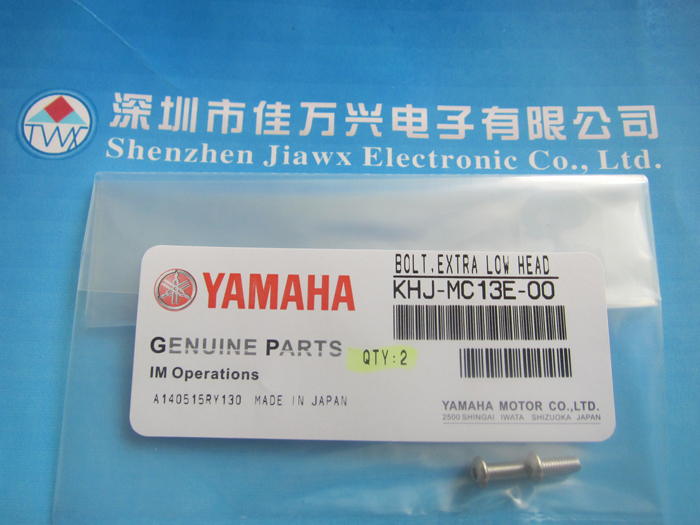 TWX
深圳市佳万兴电子有限公司
Shenzhen Jiawx Electronic Co., Ltd.
YAMAHA
BOLT,EXTRA LOW HEAD
KHJ-MC13E-00
GENUINE PARTS
QTY:2
IM Operations
A140515RY130 MADE IN JAPAN
YAMAHA MOTOR CO.,LTD.
2500 SHINGAI IWATA SHIZUOKA JAPAN